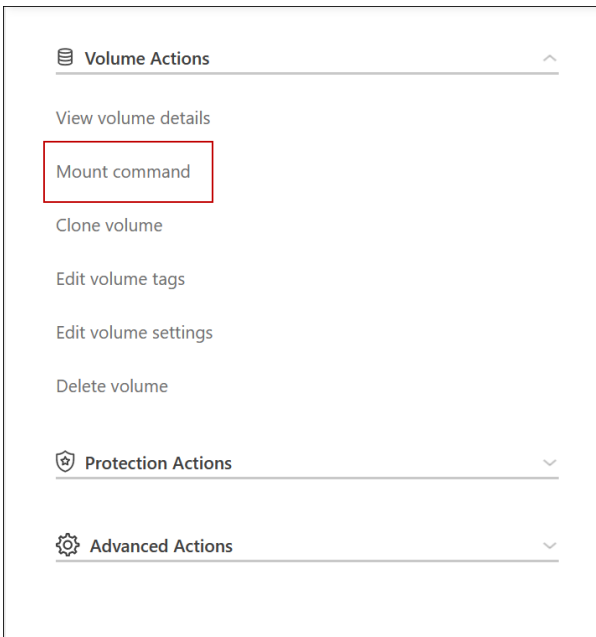 Volume Actions
View volume details
Mount command
Clone volume
Edit volume tags
Edit volume settings
Delete volume
Protection Actions
Advanced Actions